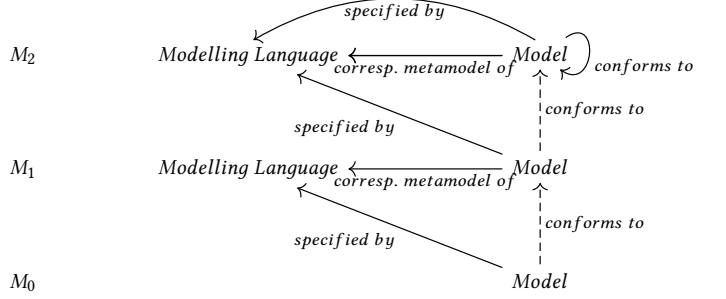 specified by
M₂ Modelling Language Model
corresp. metamodel of
conforms to
conforms to
specified by
M₁ Modelling Language Model
corresp. metamodel of
conforms to
specified by
M₀ Model